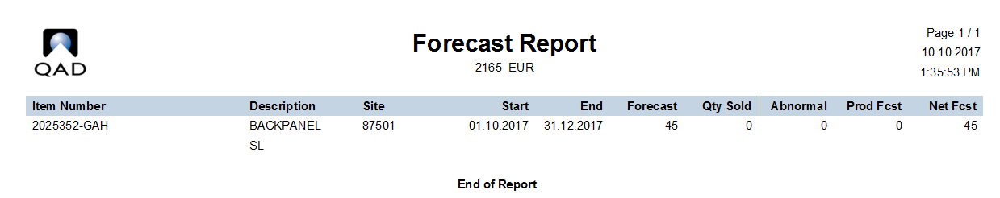 QAD
Forecast Report
2165 EUR
Page 1 / 1
10.10.2017
1:35:53 PM
Item Number Description Site Start End Forecast Qty Sold Abnormal Prod Fcst Net Fcst
2025352-GAH BACKPANEL 87501 01.10.2017 31.12.2017 45 0 0 0 45
SL
End of Report